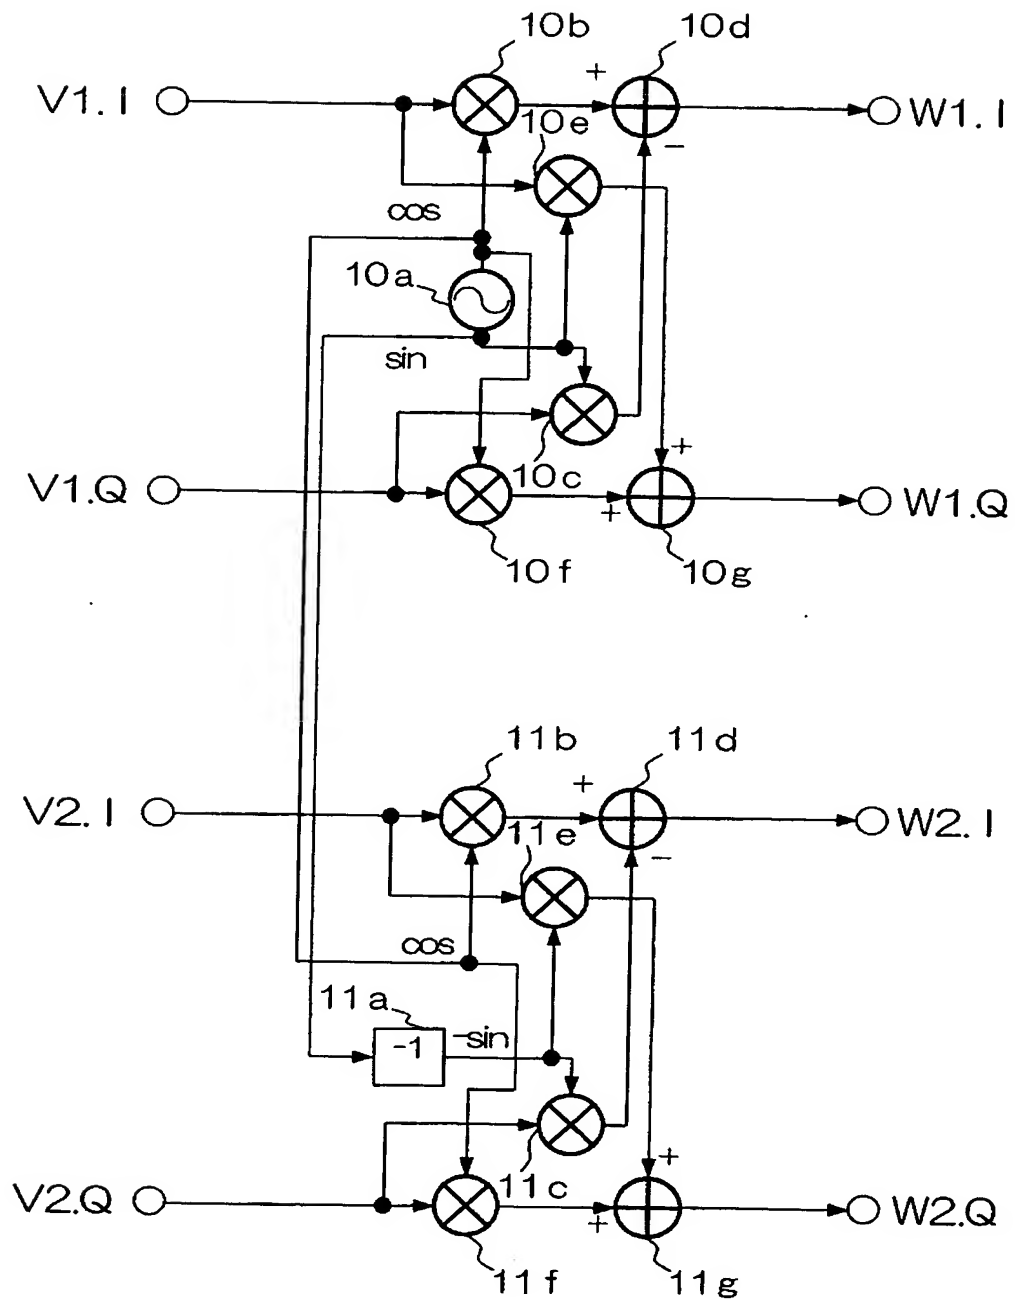 10b 10d
V1.I + W1.I
10e −
cos
10a
sin
+
10c
V1.Q + W1.Q
10f 10g
11b 11d
+
V2.I 11e W2.I
−
cos
11a
-1 -sin
+
11c
V2.Q + W2.Q
11f 11g